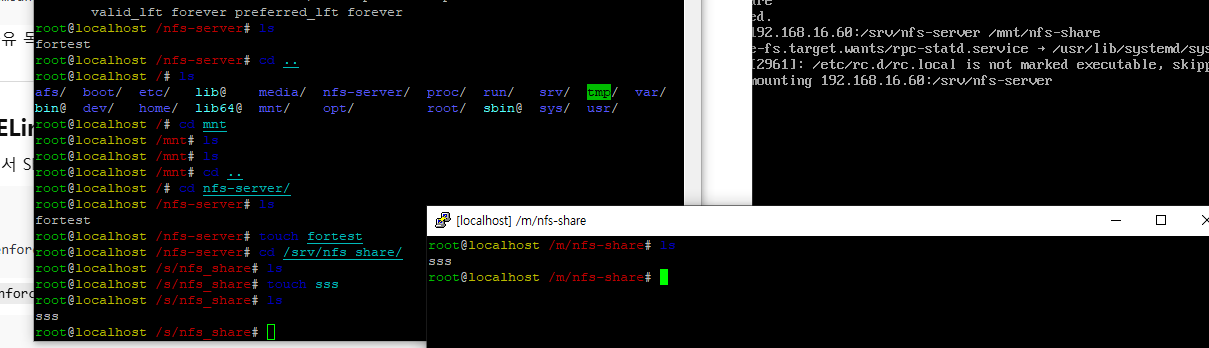 유 독
ELin
서 S
enforc
nforc
valid_lft forever preferred_lft forever
root@localhost /nfs-server# ls
fortest
root@localhost /nfs-server# cd ..
root@localhost /# ls
afs/ boot/ etc/ lib@ media/ nfs-server/ proc/ run/ srv/ tmp/ var/
bin@ dev/ home/ lib64@ mnt/ opt/ root/ sbin@ sys/ usr/
root@localhost /# cd mnt
root@localhost /mnt# ls
root@localhost /mnt# ls
root@localhost /mnt# cd ..
root@localhost /# cd nfs-server/
root@localhost /nfs-server# ls
fortest
root@localhost /nfs-server# touch fortest
root@localhost /nfs-server# cd /srv/nfs_share/
root@localhost /s/nfs_share# ls
root@localhost /s/nfs_share# touch sss
root@localhost /s/nfs_share# ls
sss
root@localhost /s/nfs_share#
ed.
192.168.16.60:/srv/nfs-server /mnt/nfs-share
e-fs.target.wants/rpc-statd.service → /usr/lib/systemd/sys
[2961]: /etc/rc.d/rc.local is not marked executable, skipp
mounting 192.168.16.60:/srv/nfs-server
[localhost] /m/nfs-share
root@localhost /m/nfs-share# ls
sss
root@localhost /m/nfs-share#